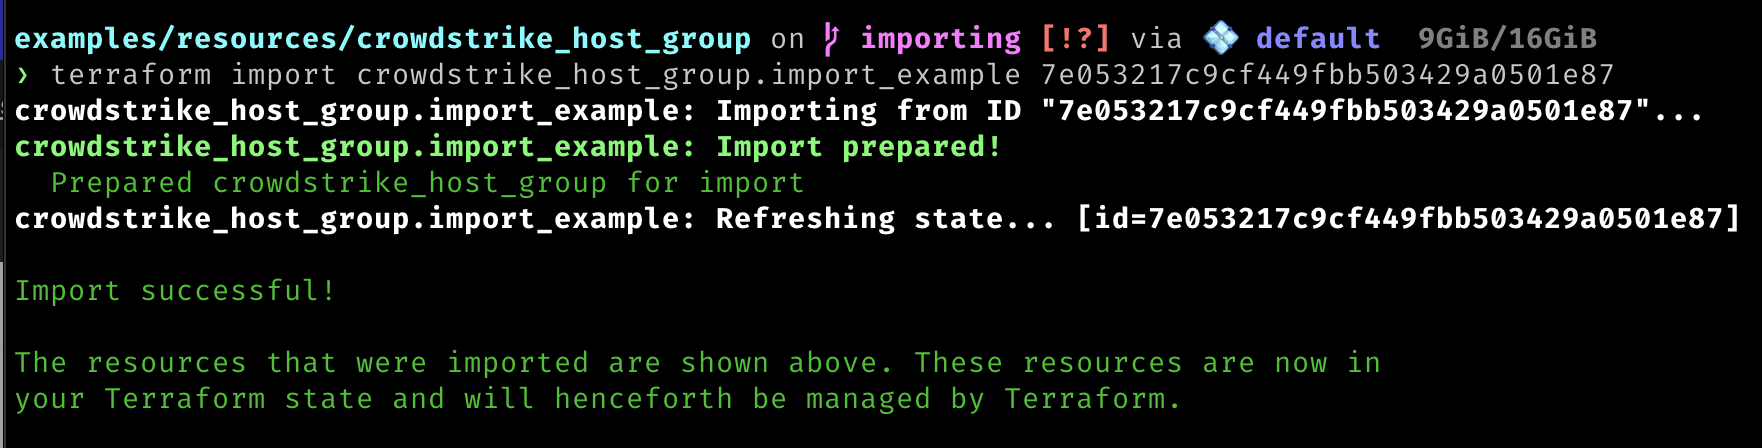 examples/resources/crowdstrike_host_group on importing [!?] via default 9GiB/16GiB
❯ terraform import crowdstrike_host_group.import_example 7e053217c9cf449fbb503429a0501e87
crowdstrike_host_group.import_example: Importing from ID "7e053217c9cf449fbb503429a0501e87"...
crowdstrike_host_group.import_example: Import prepared!
  Prepared crowdstrike_host_group for import
crowdstrike_host_group.import_example: Refreshing state... [id=7e053217c9cf449fbb503429a0501e87]
Import successful!
The resources that were imported are shown above. These resources are now in
your Terraform state and will henceforth be managed by Terraform.